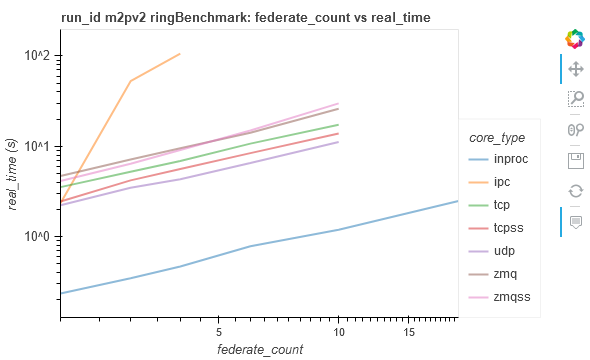 run_id m2pv2 ringBenchmark: federate_count vs real_time
10^2
10^1
10^0
real_time (s)
5
10
15
federate_count
core_type
inproc
ipc
tcp
tcpss
udp
zmq
zmqss